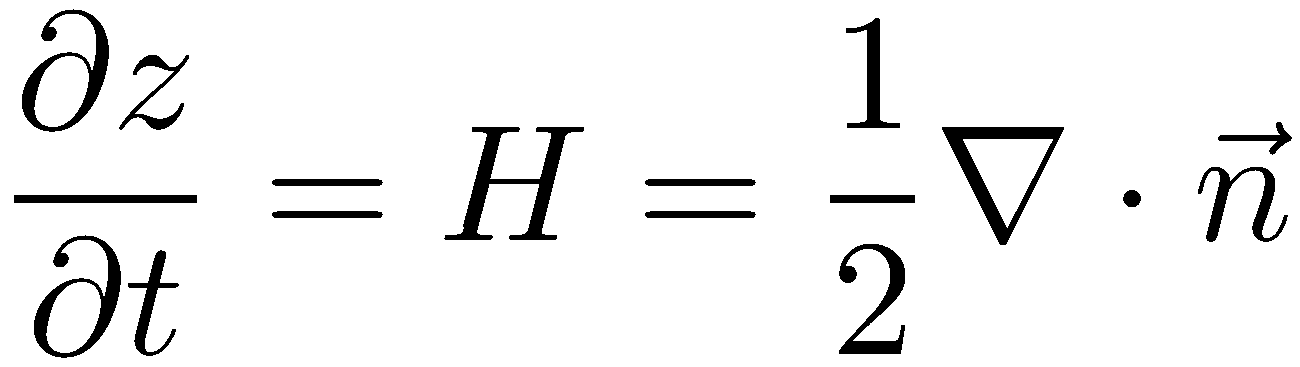 ∂z/∂t = H = 1/2 ∇ · n⃗